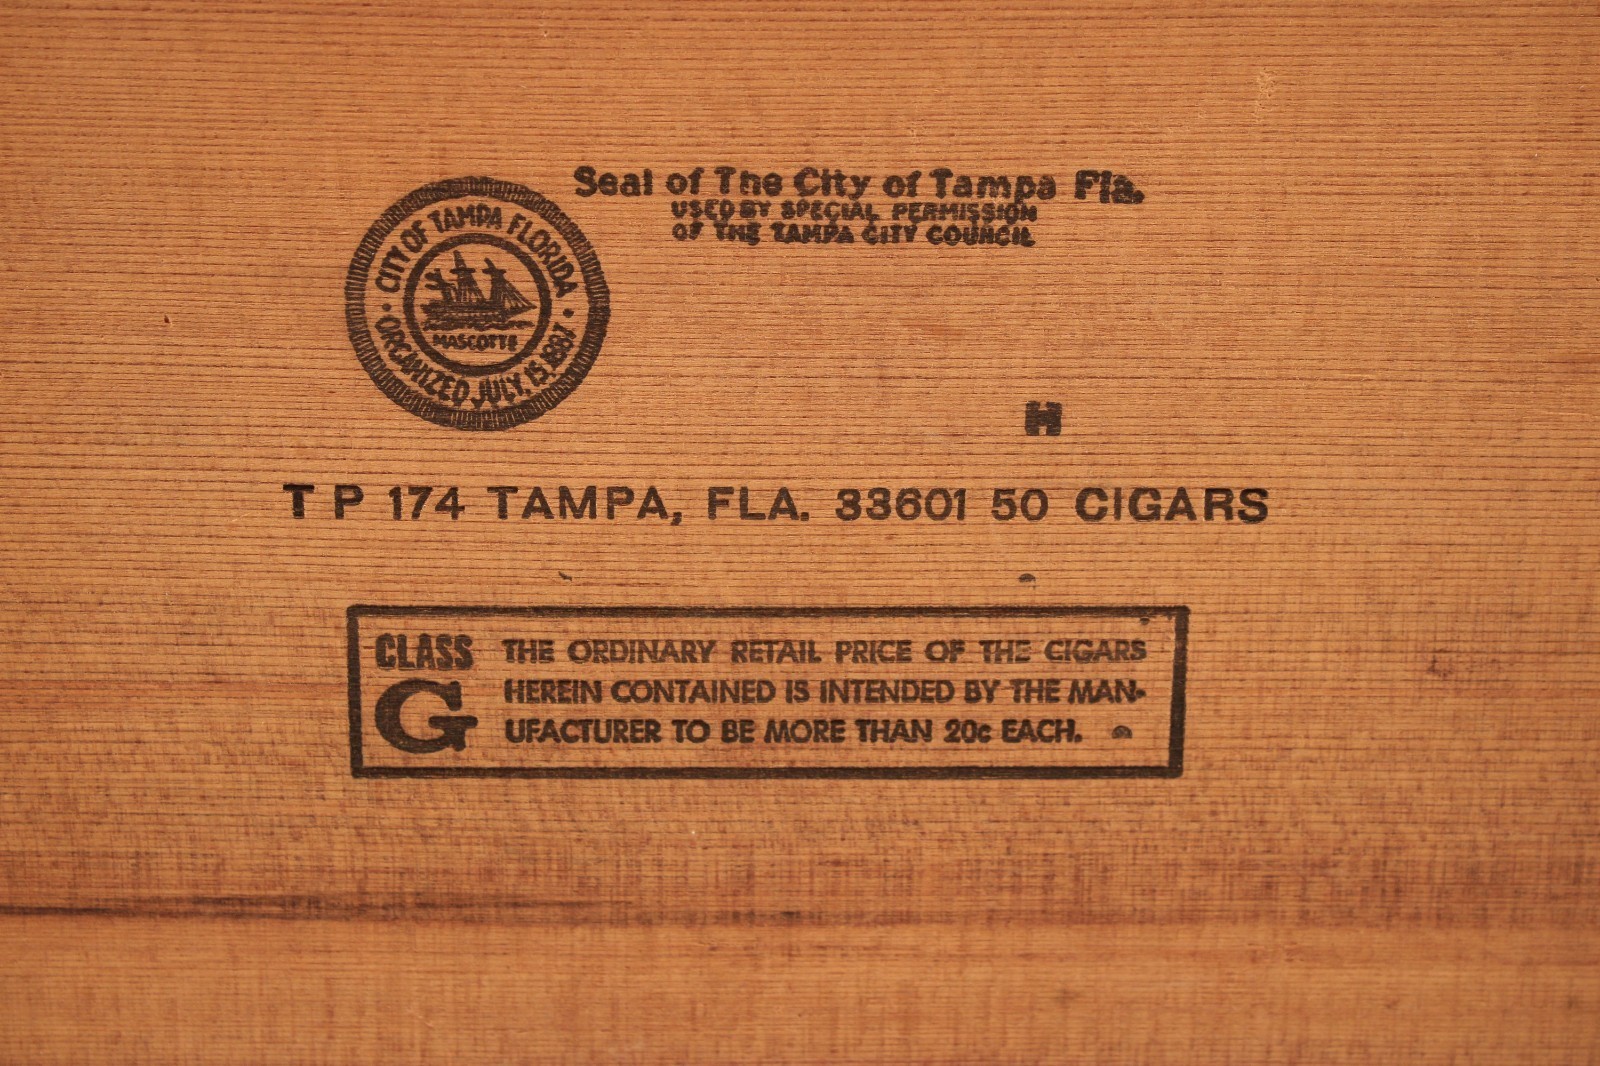 Seal of The City of Tampa Fla.
USED BY SPECIAL PERMISSION
OF THE TAMPA CITY COUNCIL
CITY OF TAMPA FLORIDA
MASCOTTE
• ORGANIZED JULY, 15, 1887 •
H
T P 174 TAMPA, FLA. 33601 50 CIGARS
CLASS
G
THE ORDINARY RETAIL PRICE OF THE CIGARS
HEREIN CONTAINED IS INTENDED BY THE MAN-
UFACTURER TO BE MORE THAN 20c EACH.